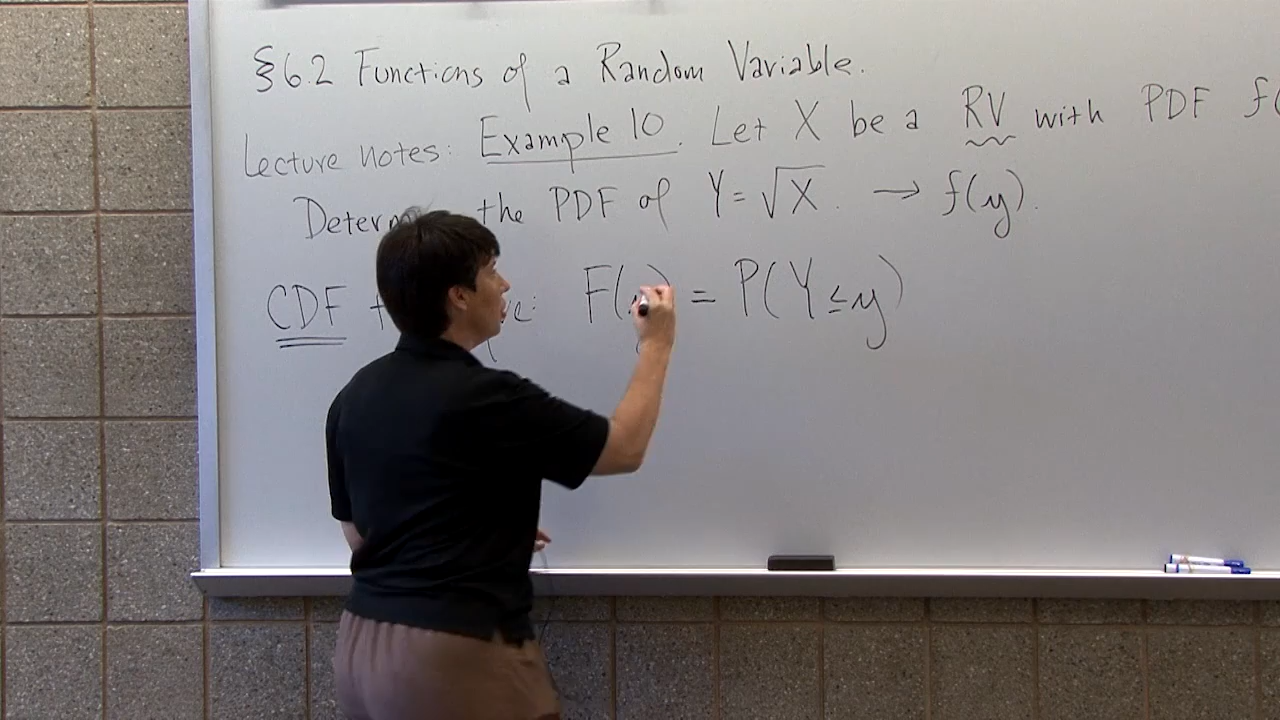 §6.2 Functions of a Random Variable.
Lecture notes: Example 10. Let X be a RV with PDF f(
the PDF of Y = √X. → f(y).
CDF F(y) = P(Y ≤ y)